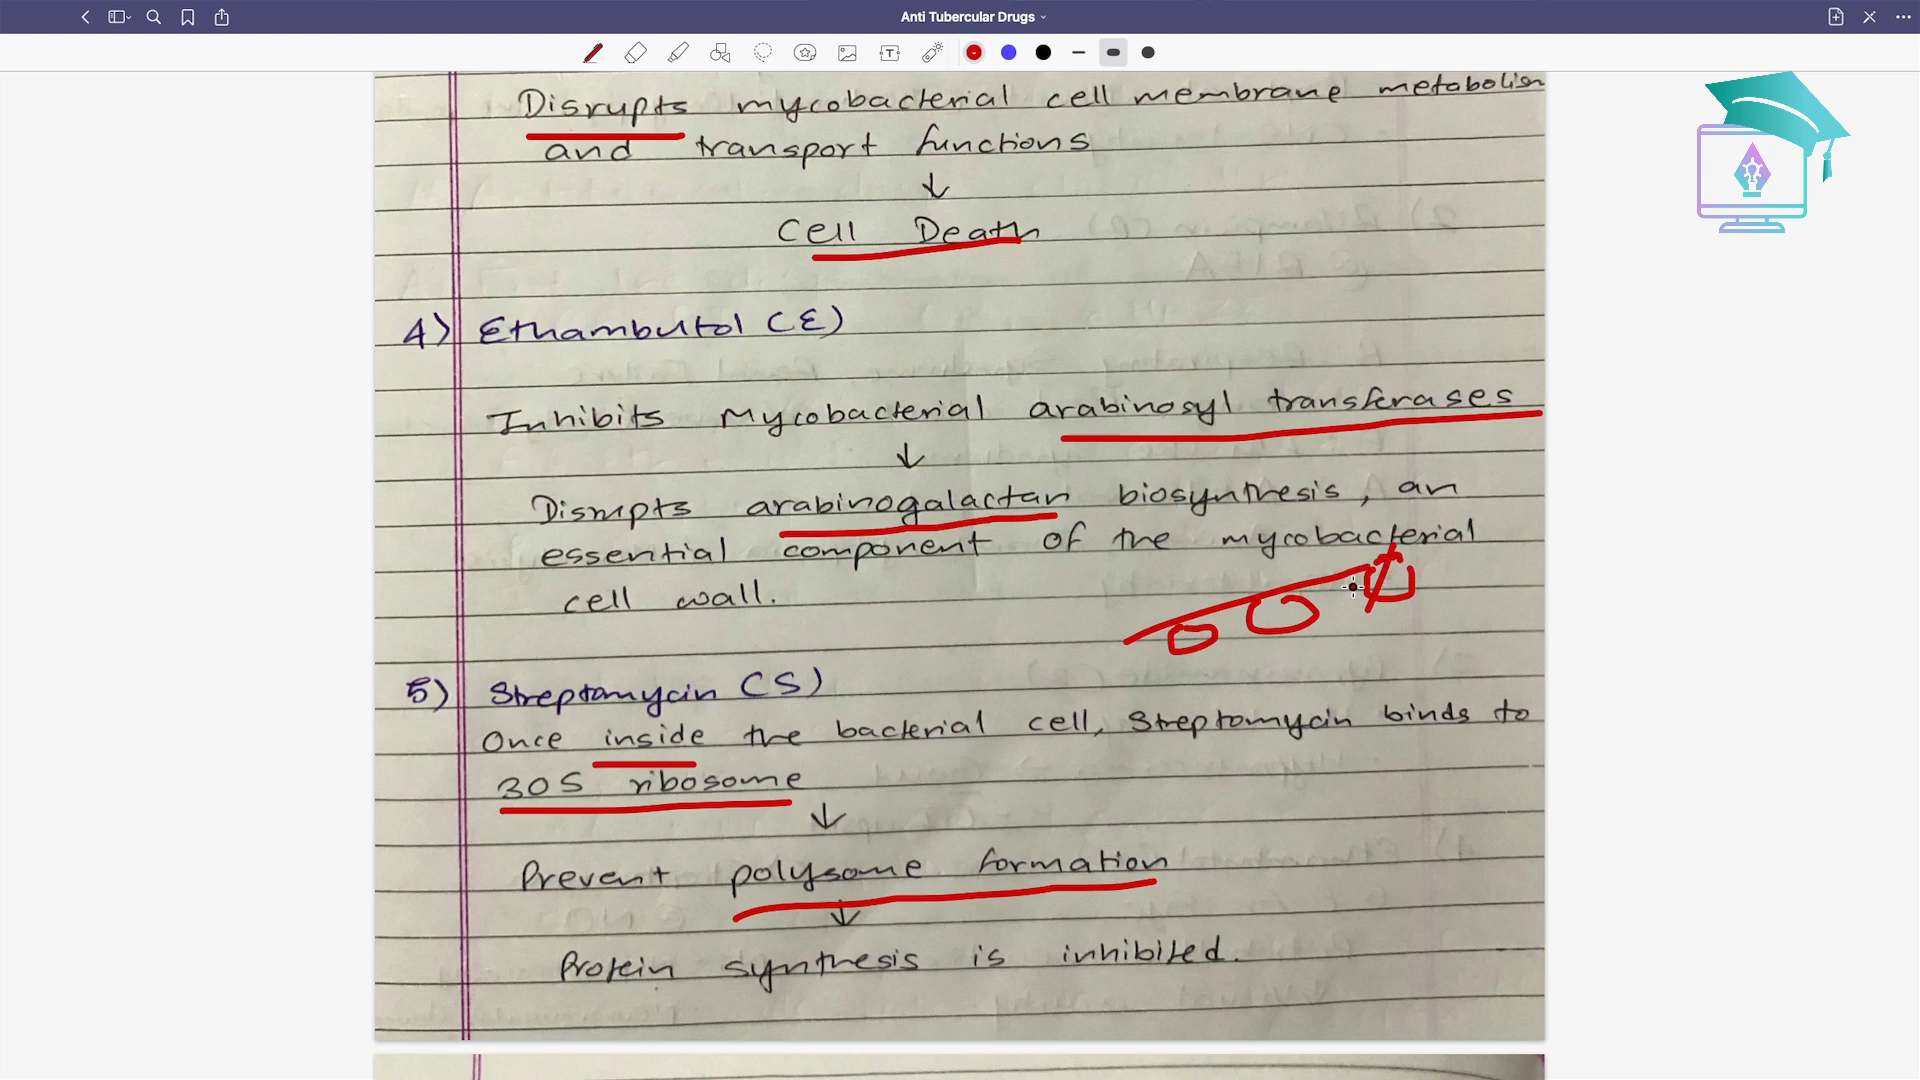 Anti Tubercular Drugs
Disrupts mycobacterial cell membrane metabolism
and transport functions
↓
Cell Death
4) Ethambutol (E)
Inhibits Mycobacterial arabinosyl transferases
↓
Disrupts arabinogalactan biosynthesis, an
essential component of the mycobacterial
cell wall.
5) Streptomycin (S)
Once inside the bacterial cell, Streptomycin binds to
30S ribosome
↓
Prevent polysome formation
↓
Protein synthesis is inhibited.